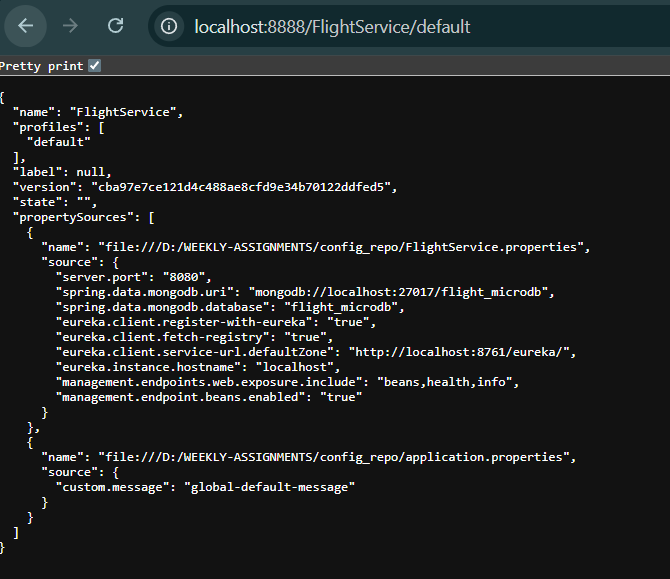 localhost:8888/FlightService/default
Pretty print
{
  "name": "FlightService",
  "profiles": [
    "default"
  ],
  "label": null,
  "version": "cba97e7ce121d4c488ae8cfd9e34b70122ddfed5",
  "state": "",
  "propertySources": [
    {
      "name": "file:///D:/WEEKLY-ASSIGNMENTS/config_repo/FlightService.properties",
      "source": {
        "server.port": "8080",
        "spring.data.mongodb.uri": "mongodb://localhost:27017/flight_microdb",
        "spring.data.mongodb.database": "flight_microdb",
        "eureka.client.register-with-eureka": "true",
        "eureka.client.fetch-registry": "true",
        "eureka.client.service-url.defaultZone": "http://localhost:8761/eureka/",
        "eureka.instance.hostname": "localhost",
        "management.endpoints.web.exposure.include": "beans,health,info",
        "management.endpoint.beans.enabled": "true"
      }
    },
    {
      "name": "file:///D:/WEEKLY-ASSIGNMENTS/config_repo/application.properties",
      "source": {
        "custom.message": "global-default-message"
      }
    }
  ]
}